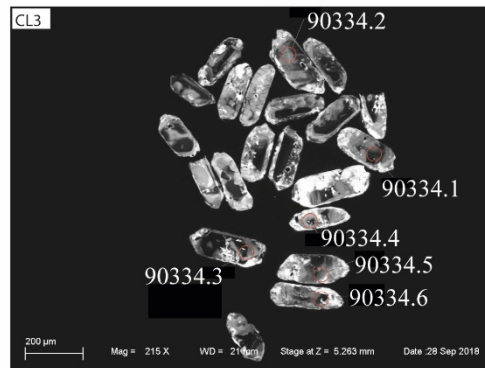 CL3
90334.2
90334.1
90334.4
90334.3
90334.5
90334.6
200 µm
Mag = 215 X
Stage at Z = 5.263 mm
Date :28 Sep 2018